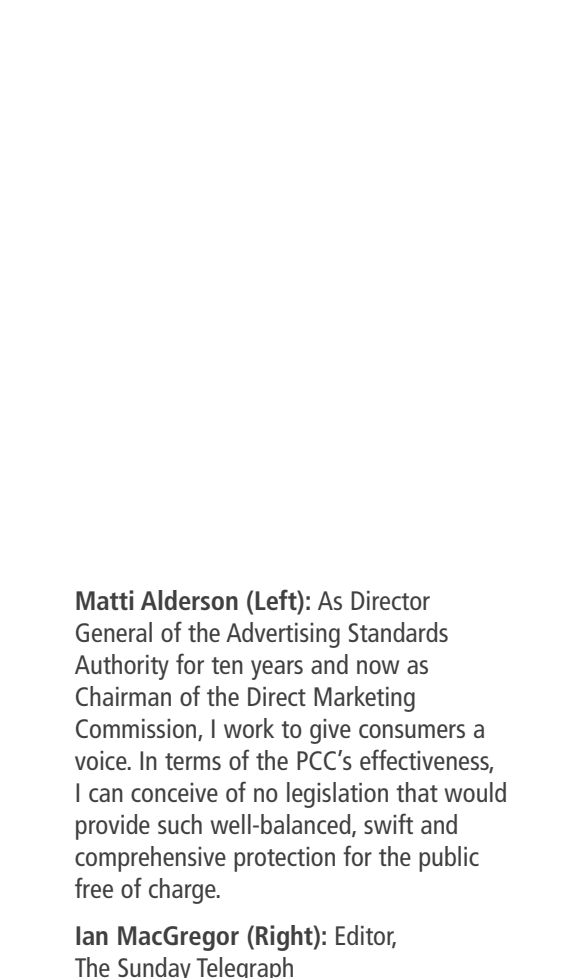 Matti Alderson (Left): As Director
General of the Advertising Standards
Authority for ten years and now as
Chairman of the Direct Marketing
Commission, I work to give consumers a
voice. In terms of the PCC’s effectiveness,
I can conceive of no legislation that would
provide such well-balanced, swift and
comprehensive protection for the public
free of charge.
Ian MacGregor (Right): Editor,
The Sunday Telegraph